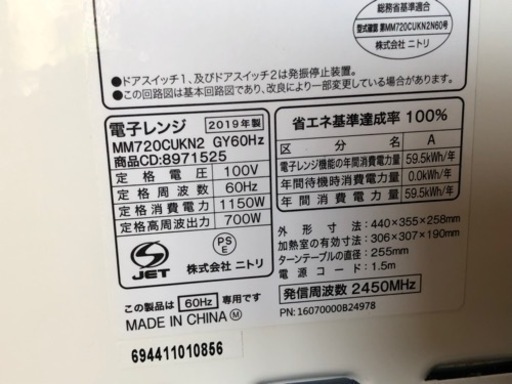 総務省基準適合
型式確認 第MM720CUKN2N60号
株式会社 ニトリ
●ドアスイッチ1、及びドアスイッチ2は発振停止装置。
●この回路図は基本回路図であり、改良により一部変更することがあります。
電子レンジ 2019年製
MM720CUKN2 GY60Hz
商品CD:8971525
定格電圧 100V
定格周波数 60Hz
定格消費電力 1150W
定格高周波出力 700W
JET
PS
E
株式会社 ニトリ
この製品は 60Hz 専用です
MADE IN CHINA Ⓜ
694411010856
省エネ基準達成率 100%
区分名 A
電子レンジ機能の年間消費電力量 59.5kWh/年
年間待機時消費電力量 0.0kWh/年
年間消費電力量 59.5kWh/年
外形寸法:440×355×258mm
加熱室の有効寸法:306×307×190mm
ターンテーブルの直径:255mm
電源コード:1.5m
発信周波数 2450MHz
PN:16070000B24978